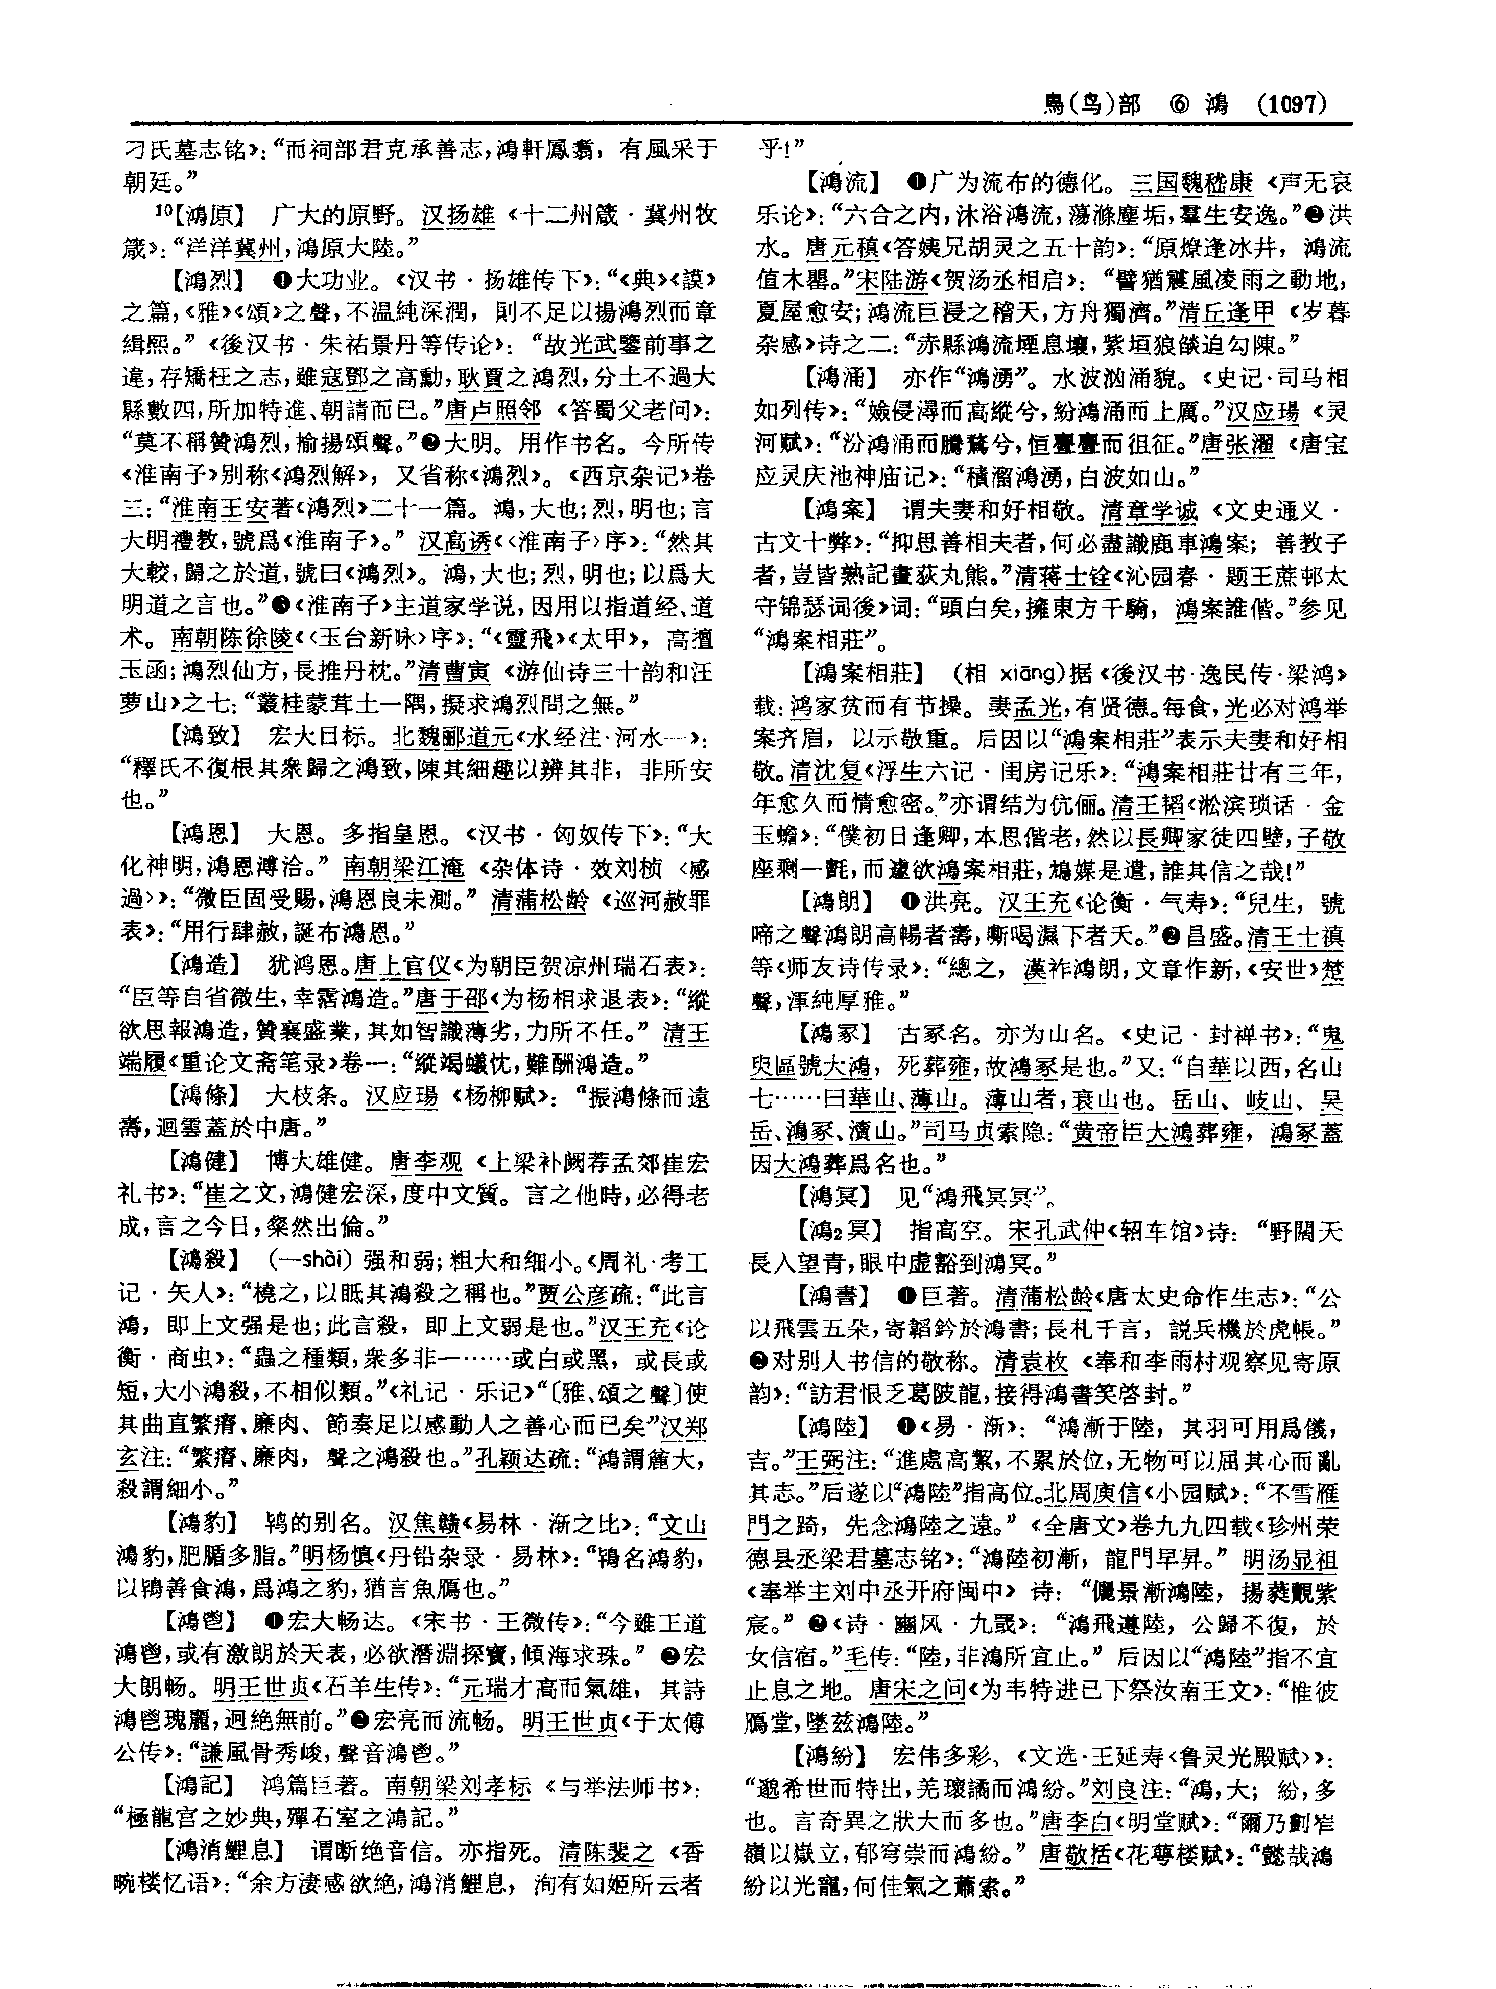 鳥(鸟)部 ⑥ 鴻 (1097)
刁氏墓志铭》：“而祠部君克承善志，鴻軒鳳翥，有風采于
朝廷。”
¹⁰【鴻原】 广大的原野。汉扬雄《十二州箴·冀州牧
箴》：“洋洋冀州，鴻原大陸。”
【鴻烈】 ❶大功业。《汉书·扬雄传下》：“《典》《謨》
之篇，《雅》《頌》之聲，不温純深潤，則不足以揚鴻烈而章
緝熙。”《後汉书·朱祐景丹等传论》：“故光武鑒前事之
違，存矯枉之志，雖寇鄧之高勳，耿賈之鴻烈，分土不過大
縣數四，所加特進、朝請而已。”唐卢照邻《答蜀父老问》：
“莫不稱贊鴻烈，揄揚頌聲。”❷大明。用作书名。今所传
《淮南子》别称《鸿烈解》，又省称《鸿烈》。《西京杂记》卷
三：“淮南王安著《鴻烈》二十一篇。鴻，大也；烈，明也；言
大明禮教，號爲《淮南子》。”汉高诱《〈淮南子〉序》：“然其
大較，歸之於道，號曰《鴻烈》。鴻，大也；烈，明也；以爲大
明道之言也。”❸《淮南子》主道家学说，因用以指道经、道
术。南朝陈徐陵《〈玉台新咏〉序》：“《靈飛》《太甲》，高擅
玉函；鴻烈仙方，長推丹枕。”清曹寅《游仙诗三十韵和汪
萝山》之七：“叢桂蒙茸土一隅，擬求鴻烈問之無。”
【鴻致】 宏大目标。北魏郦道元《水经注·河水一》：
“釋氏不復根其衆歸之鴻致，陳其細趣以辨其非，非所安
也。”
【鴻恩】 大恩。多指皇恩。《汉书·匈奴传下》：“大
化神明，鴻恩溥洽。”南朝梁江淹《杂体诗·效刘桢〈感
遇〉》：“微臣固受賜，鴻恩良未測。”清蒲松龄《巡河赦罪
表》：“用行肆赦，誕布鴻恩。”
【鴻造】 犹鸿恩。唐上官仪《为朝臣贺凉州瑞石表》：
“臣等自省微生，幸霑鴻造。”唐于邵《为杨相求退表》：“縱
欲思報鴻造，贊襄盛業，其如智識薄劣，力所不任。”清王
端履《重论文斋笔录》卷一：“縱竭蟻忱，難酬鴻造。”
【鴻條】 大枝条。汉应玚《杨柳赋》：“振鴻條而遠
壽，迴雲蓋於中唐。”
【鴻健】 博大雄健。唐李观《上梁补阙荐孟郊崔宏
礼书》：“崔之文，鴻健宏深，度中文質。言之他時，必得老
成，言之今日，粲然出倫。”
【鴻殺】 （—shài）强和弱；粗大和细小。《周礼·考工
记·矢人》：“橈之，以眂其鴻殺之稱也。”贾公彦疏：“此言
鴻，即上文强是也；此言殺，即上文弱是也。”汉王充《论
衡·商虫》：“蟲之種類，衆多非一……或白或黑，或長或
短，大小鴻殺，不相似類。”《礼记·乐记》“〔雅、頌之聲〕使
其曲直繁瘠、廉肉、節奏足以感動人之善心而已矣”汉郑
玄注：“繁瘠、廉肉，聲之鴻殺也。”孔颖达疏：“鴻謂麤大，
殺謂細小。”
【鴻豹】 鸨的别名。汉焦赣《易林·渐之比》：“文山
鴻豹，肥腯多脂。”明杨慎《丹铅杂录·易林》：“鴇名鴻豹，
以鴇善食鴻，爲鴻之豹，猶言魚鷹也。”
【鴻鬯】 ❶宏大畅达。《宋书·王微传》：“今雖王道
鴻鬯，或有激朗於天表，必欲潛淵探寶，傾海求珠。”❷宏
大朗畅。明王世贞《石羊生传》：“元瑞才高而氣雄，其詩
鴻鬯瑰麗，迥絶無前。”❸宏亮而流畅。明王世贞《于太傅
公传》：“謙風骨秀峻，聲音鴻鬯。”
【鴻記】 鸿篇巨著。南朝梁刘孝标《与举法师书》：
“極龍宫之妙典，殫石室之鴻記。”
【鴻消鯉息】 谓断绝音信。亦指死。清陈裴之《香
畹楼忆语》：“余方凄感欲絶，鴻消鯉息，洵有如姬所云者
乎！”
【鴻流】 ❶广为流布的德化。三国魏嵇康《声无哀
乐论》：“六合之内，沐浴鴻流，蕩滌塵垢，羣生安逸。”❷洪
水。唐元稹《答姨兄胡灵之五十韵》：“原燎逢冰井，鴻流
值木罌。”宋陆游《贺汤丞相启》：“譬猶震風凌雨之動地，
夏屋愈安；鴻流巨浸之稽天，方舟獨濟。”清丘逢甲《岁暮
杂感》诗之二：“赤縣鴻流堙息壤，紫垣狼燄迫勾陳。”
【鴻涌】 亦作“鴻湧”。水波汹涌貌。《史记·司马相
如列传》：“嬐侵潯而高縱兮，紛鴻涌而上厲。”汉应玚《灵
河赋》：“汾鴻涌而騰騖兮，恒亹亹而徂征。”唐张濯《唐宝
应灵庆池神庙记》：“積溜鴻湧，白波如山。”
【鴻案】 谓夫妻和好相敬。清章学诚《文史通义·
古文十弊》：“抑思善相夫者，何必盡識鹿車鴻案；善教子
者，豈皆熟記畫荻丸熊。”清蒋士铨《沁园春·题王蔗邨太
守锦瑟词後》词：“頭白矣，擁東方千騎，鴻案誰偕。”参见
“鴻案相莊”。
【鴻案相莊】 （相 xiāng）据《後汉书·逸民传·梁鸿》
载：鸿家贫而有节操。妻孟光，有贤德。每食，光必对鸿举
案齐眉，以示敬重。后因以“鴻案相莊”表示夫妻和好相
敬。清沈复《浮生六记·闺房记乐》：“鴻案相莊廿有三年，
年愈久而情愈密。”亦谓结为伉俪。清王韬《淞滨琐话·金
玉蟾》：“僕初日逢卿，本思偕老，然以長卿家徒四壁，子敬
座剩一氈，而遽欲鴻案相莊，鴆媒是遣，誰其信之哉！”
【鴻朗】 ❶洪亮。汉王充《论衡·气寿》：“兒生，號
啼之聲鴻朗高暢者壽，嘶喝濕下者夭。”❷昌盛。清王士禛
等《师友诗传录》：“總之，漢祚鴻朗，文章作新，《安世》楚
聲，渾純厚雅。”
【鴻冢】 古冢名。亦为山名。《史记·封禅书》：“鬼
臾區號大鴻，死葬雍，故鴻冢是也。”又：“自華以西，名山
七……曰華山、薄山。薄山者，衰山也。岳山、岐山、吴
岳、鴻冢、瀆山。”司马贞索隐：“黄帝臣大鴻葬雍，鴻冢蓋
因大鴻葬爲名也。”
【鴻冥】 见“鴻飛冥冥”。
【鴻₂冥】 指高空。宋孔武仲《轺车馆》诗：“野闊天
長入望青，眼中虚豁到鴻冥。”
【鴻書】 ❶巨著。清蒲松龄《唐太史命作生志》：“公
以飛雲五朵，寄韜鈐於鴻書；長札千言，説兵機於虎帳。”
❷对别人书信的敬称。清袁枚《奉和李雨村观察见寄原
韵》：“訪君恨乏葛陂龍，接得鴻書笑啓封。”
【鴻陸】 ❶《易·渐》：“鴻漸于陸，其羽可用爲儀，
吉。”王弼注：“進處高絜，不累於位，无物可以屈其心而亂
其志。”后遂以“鴻陸”指高位。北周庾信《小园赋》：“不雪雁
門之踦，先念鴻陸之遠。”《全唐文》卷九九四载《珍州荣
德县丞梁君墓志铭》：“鴻陸初漸，龍門早昇。”明汤显祖
《奉举主刘中丞开府闽中》诗：“儷景漸鴻陸，揚蕤觀紫
宸。”❷《诗·豳风·九罭》：“鴻飛遵陸，公歸不復，於
女信宿。”毛传：“陸，非鴻所宜止。”后因以“鴻陸”指不宜
止息之地。唐宋之问《为韦特进已下祭汝南王文》：“惟彼
鴈堂，墜兹鴻陸。”
【鴻紛】 宏伟多彩。《文选·王延寿〈鲁灵光殿赋〉》：
“邈希世而特出，羌瓌譎而鴻紛。”刘良注：“鴻，大；紛，多
也。言奇異之狀大而多也。”唐李白《明堂赋》：“爾乃劃岝
嶺以嶽立，郁穹崇而鴻紛。”唐敬括《花萼楼赋》：“懿哉鴻
紛以光寵，何佳氣之蕭索。”